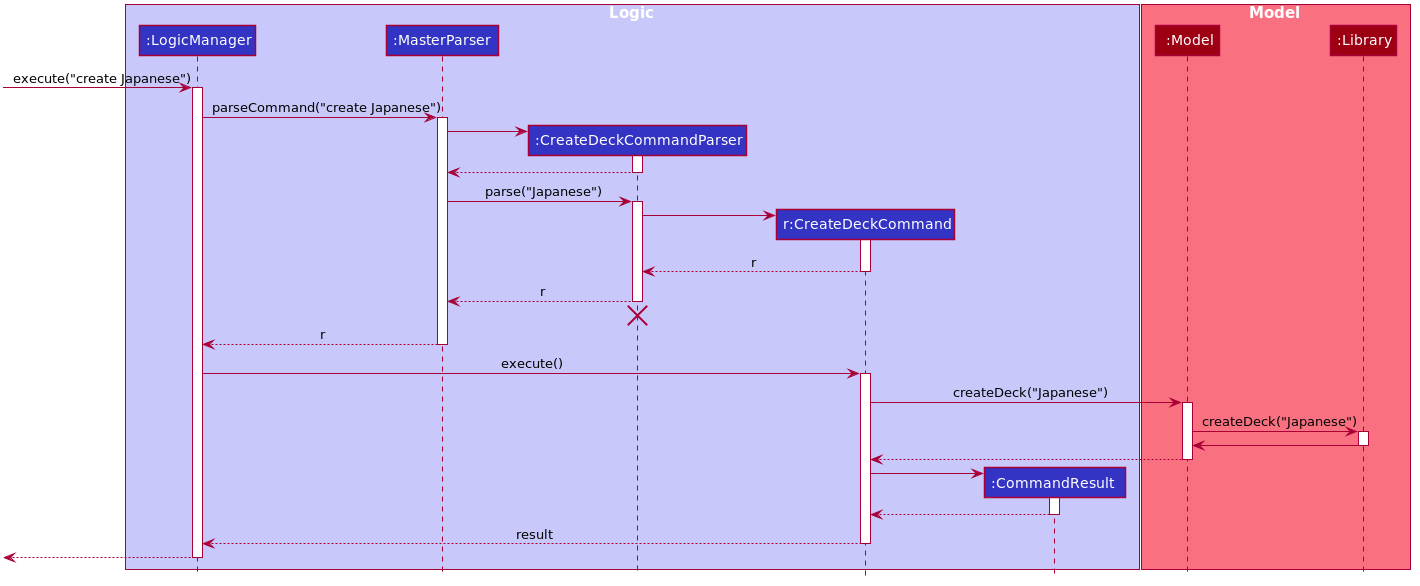 Logic
Model
:LogicManager
:MasterParser
:Model
:Library
execute("create Japanese")
parseCommand("create Japanese")
:CreateDeckCommandParser
parse("Japanese")
r:CreateDeckCommand
r
r
r
execute()
createDeck("Japanese")
createDeck("Japanese")
:CommandResult
result